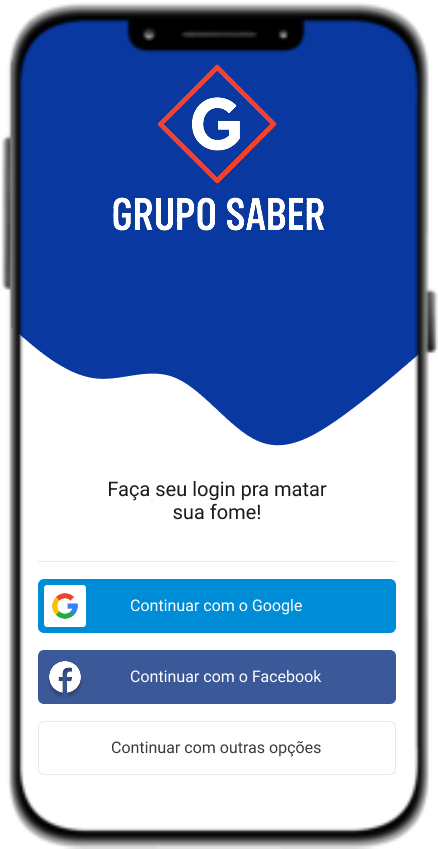 G
GRUPO SABER
Faça seu login pra matar
sua fome!
Continuar com o Google
Continuar com o Facebook
Continuar com outras opções